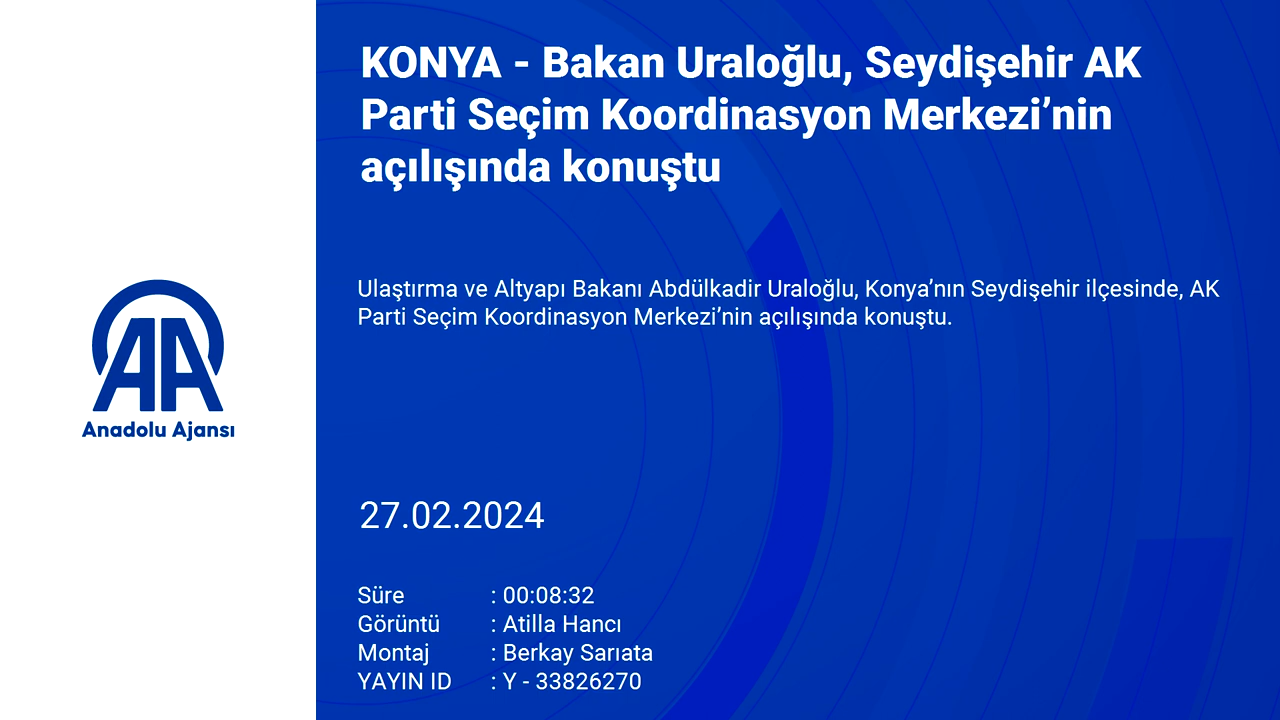 KONYA - Bakan Uraloğlu, Seydişehir AK
Parti Seçim Koordinasyon Merkezi’nin
açılışında konuştu
Ulaştırma ve Altyapı Bakanı Abdülkadir Uraloğlu, Konya’nın Seydişehir ilçesinde, AK
Parti Seçim Koordinasyon Merkezi’nin açılışında konuştu.
AA
Anadolu Ajansı
27.02.2024
Süre : 00:08:32
Görüntü : Atilla Hancı
Montaj : Berkay Sarıata
YAYIN ID : Y - 33826270